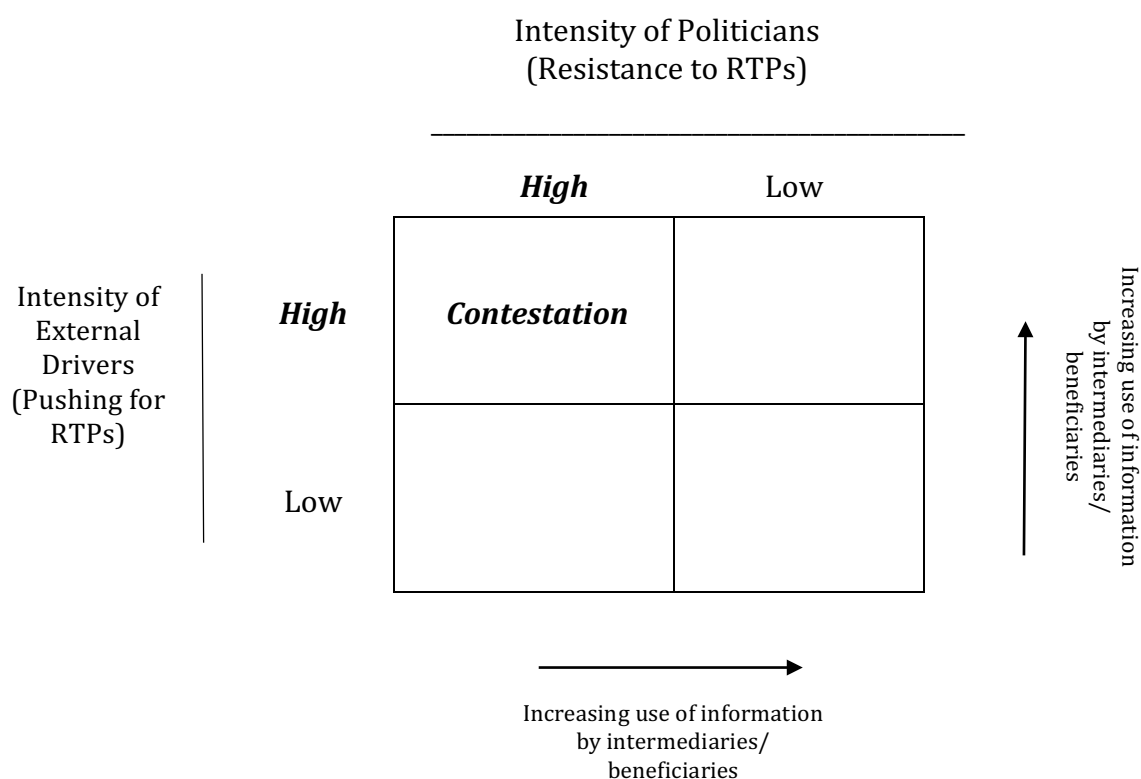 Intensity of Politicians
(Resistance to RTPs)
High
Low
Intensity of
External
Drivers
(Pushing for
RTPs)
High
Contestation
Low
Increasing use of information
by intermediaries/
beneficiaries
Increasing use of information
by intermediaries/
beneficiaries